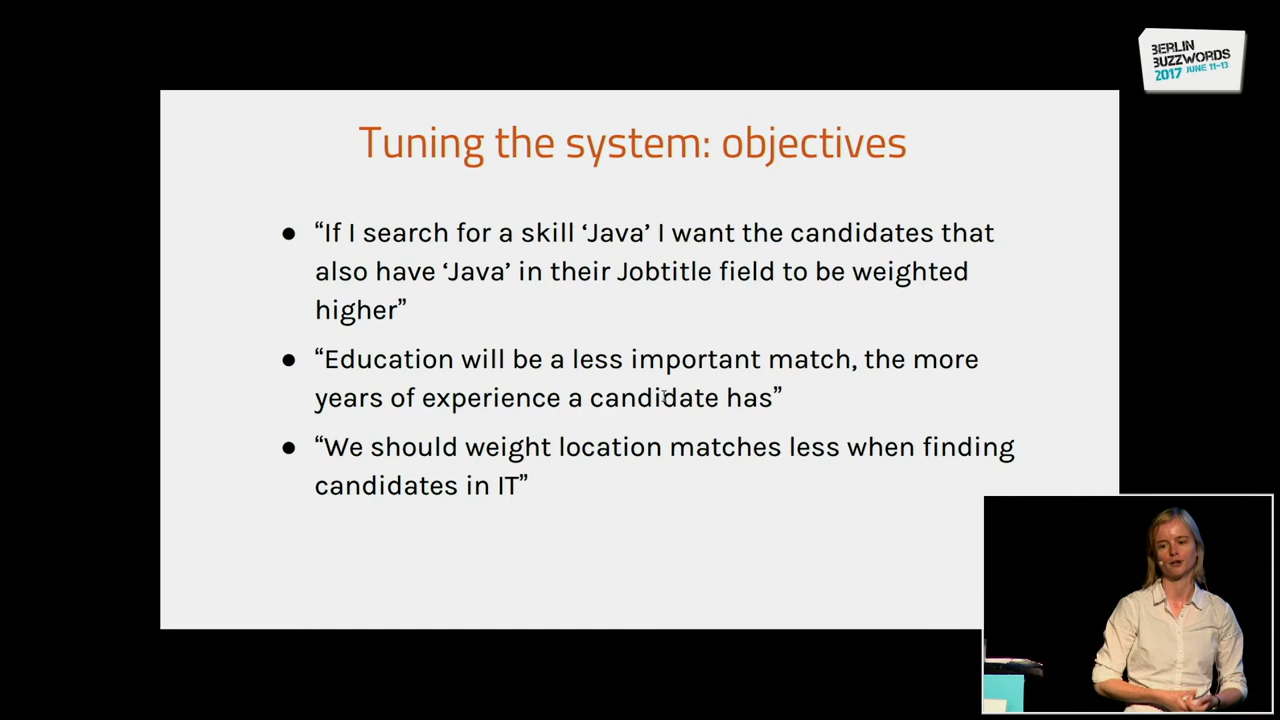 BERLIN
BUZZWORDS
2017 JUNE 11-13
Tuning the system: objectives
● “If I search for a skill ‘Java’ I want the candidates that
also have ‘Java’ in their Jobtitle field to be weighted
higher”
● “Education will be a less important match, the more
years of experience a candidate has”
● “We should weight location matches less when finding
candidates in IT”